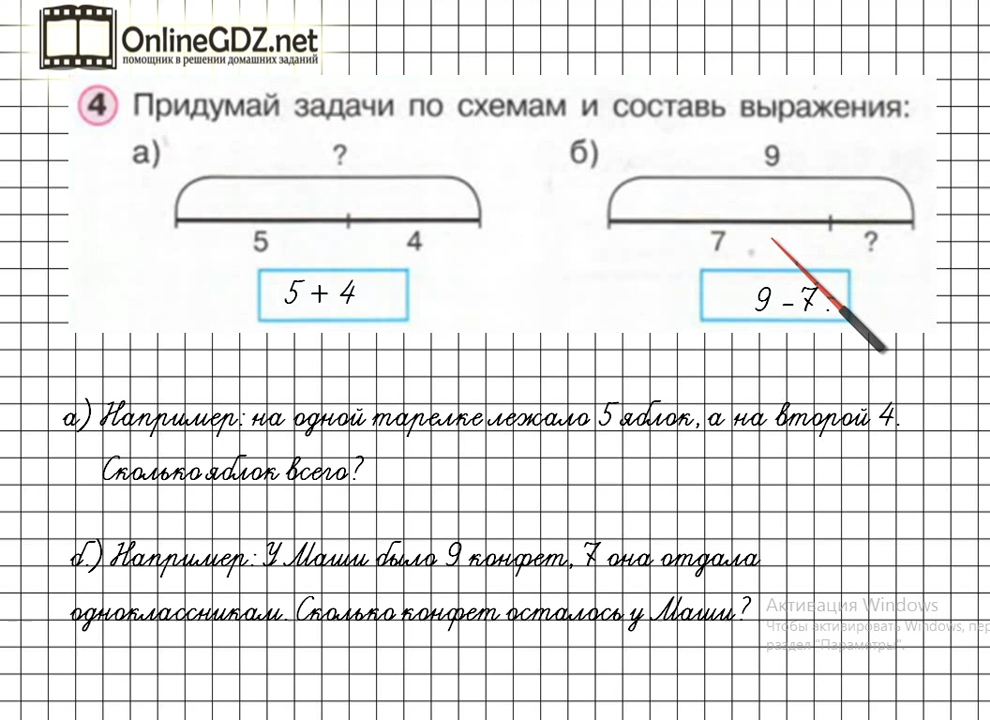 OnlineGDZ.net
помощник в решении домашних заданий
4 Придумай задачи по схемам и составь выражения:
а) ? б) 9
5 4 7 ?
5 + 4 9 - 7
а) Например: на одной тарелке лежало 5 яблок, а на второй 4.
Сколько яблок всего?
б.) Например: У Маши было 9 конфет, 7 она отдала
одноклассникам. Сколько конфет осталось у Маши?
Активация Windows
Чтобы активировать Windows, пер
раздел "Параметры".